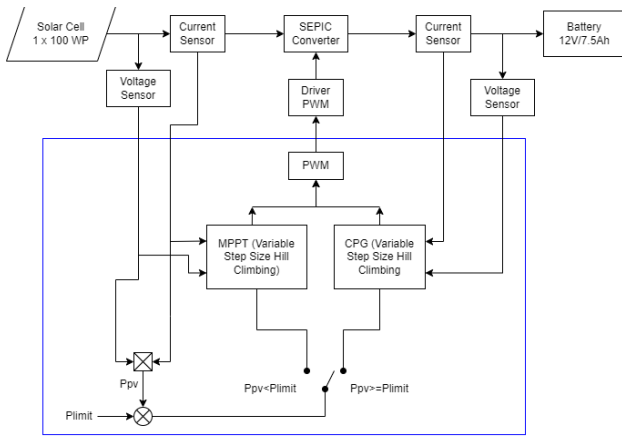 Solar Cell
1 x 100 WP
Current
Sensor
SEPIC
Converter
Current
Sensor
Battery
12V/7.5Ah
Voltage
Sensor
Driver
PWM
Voltage
Sensor
PWM
MPPT (Variable
Step Size Hill
Climbing)
CPG (Variable
Step Size Hill
Climbing
Ppv
Ppv<Plimit
Ppv>=Plimit
Plimit